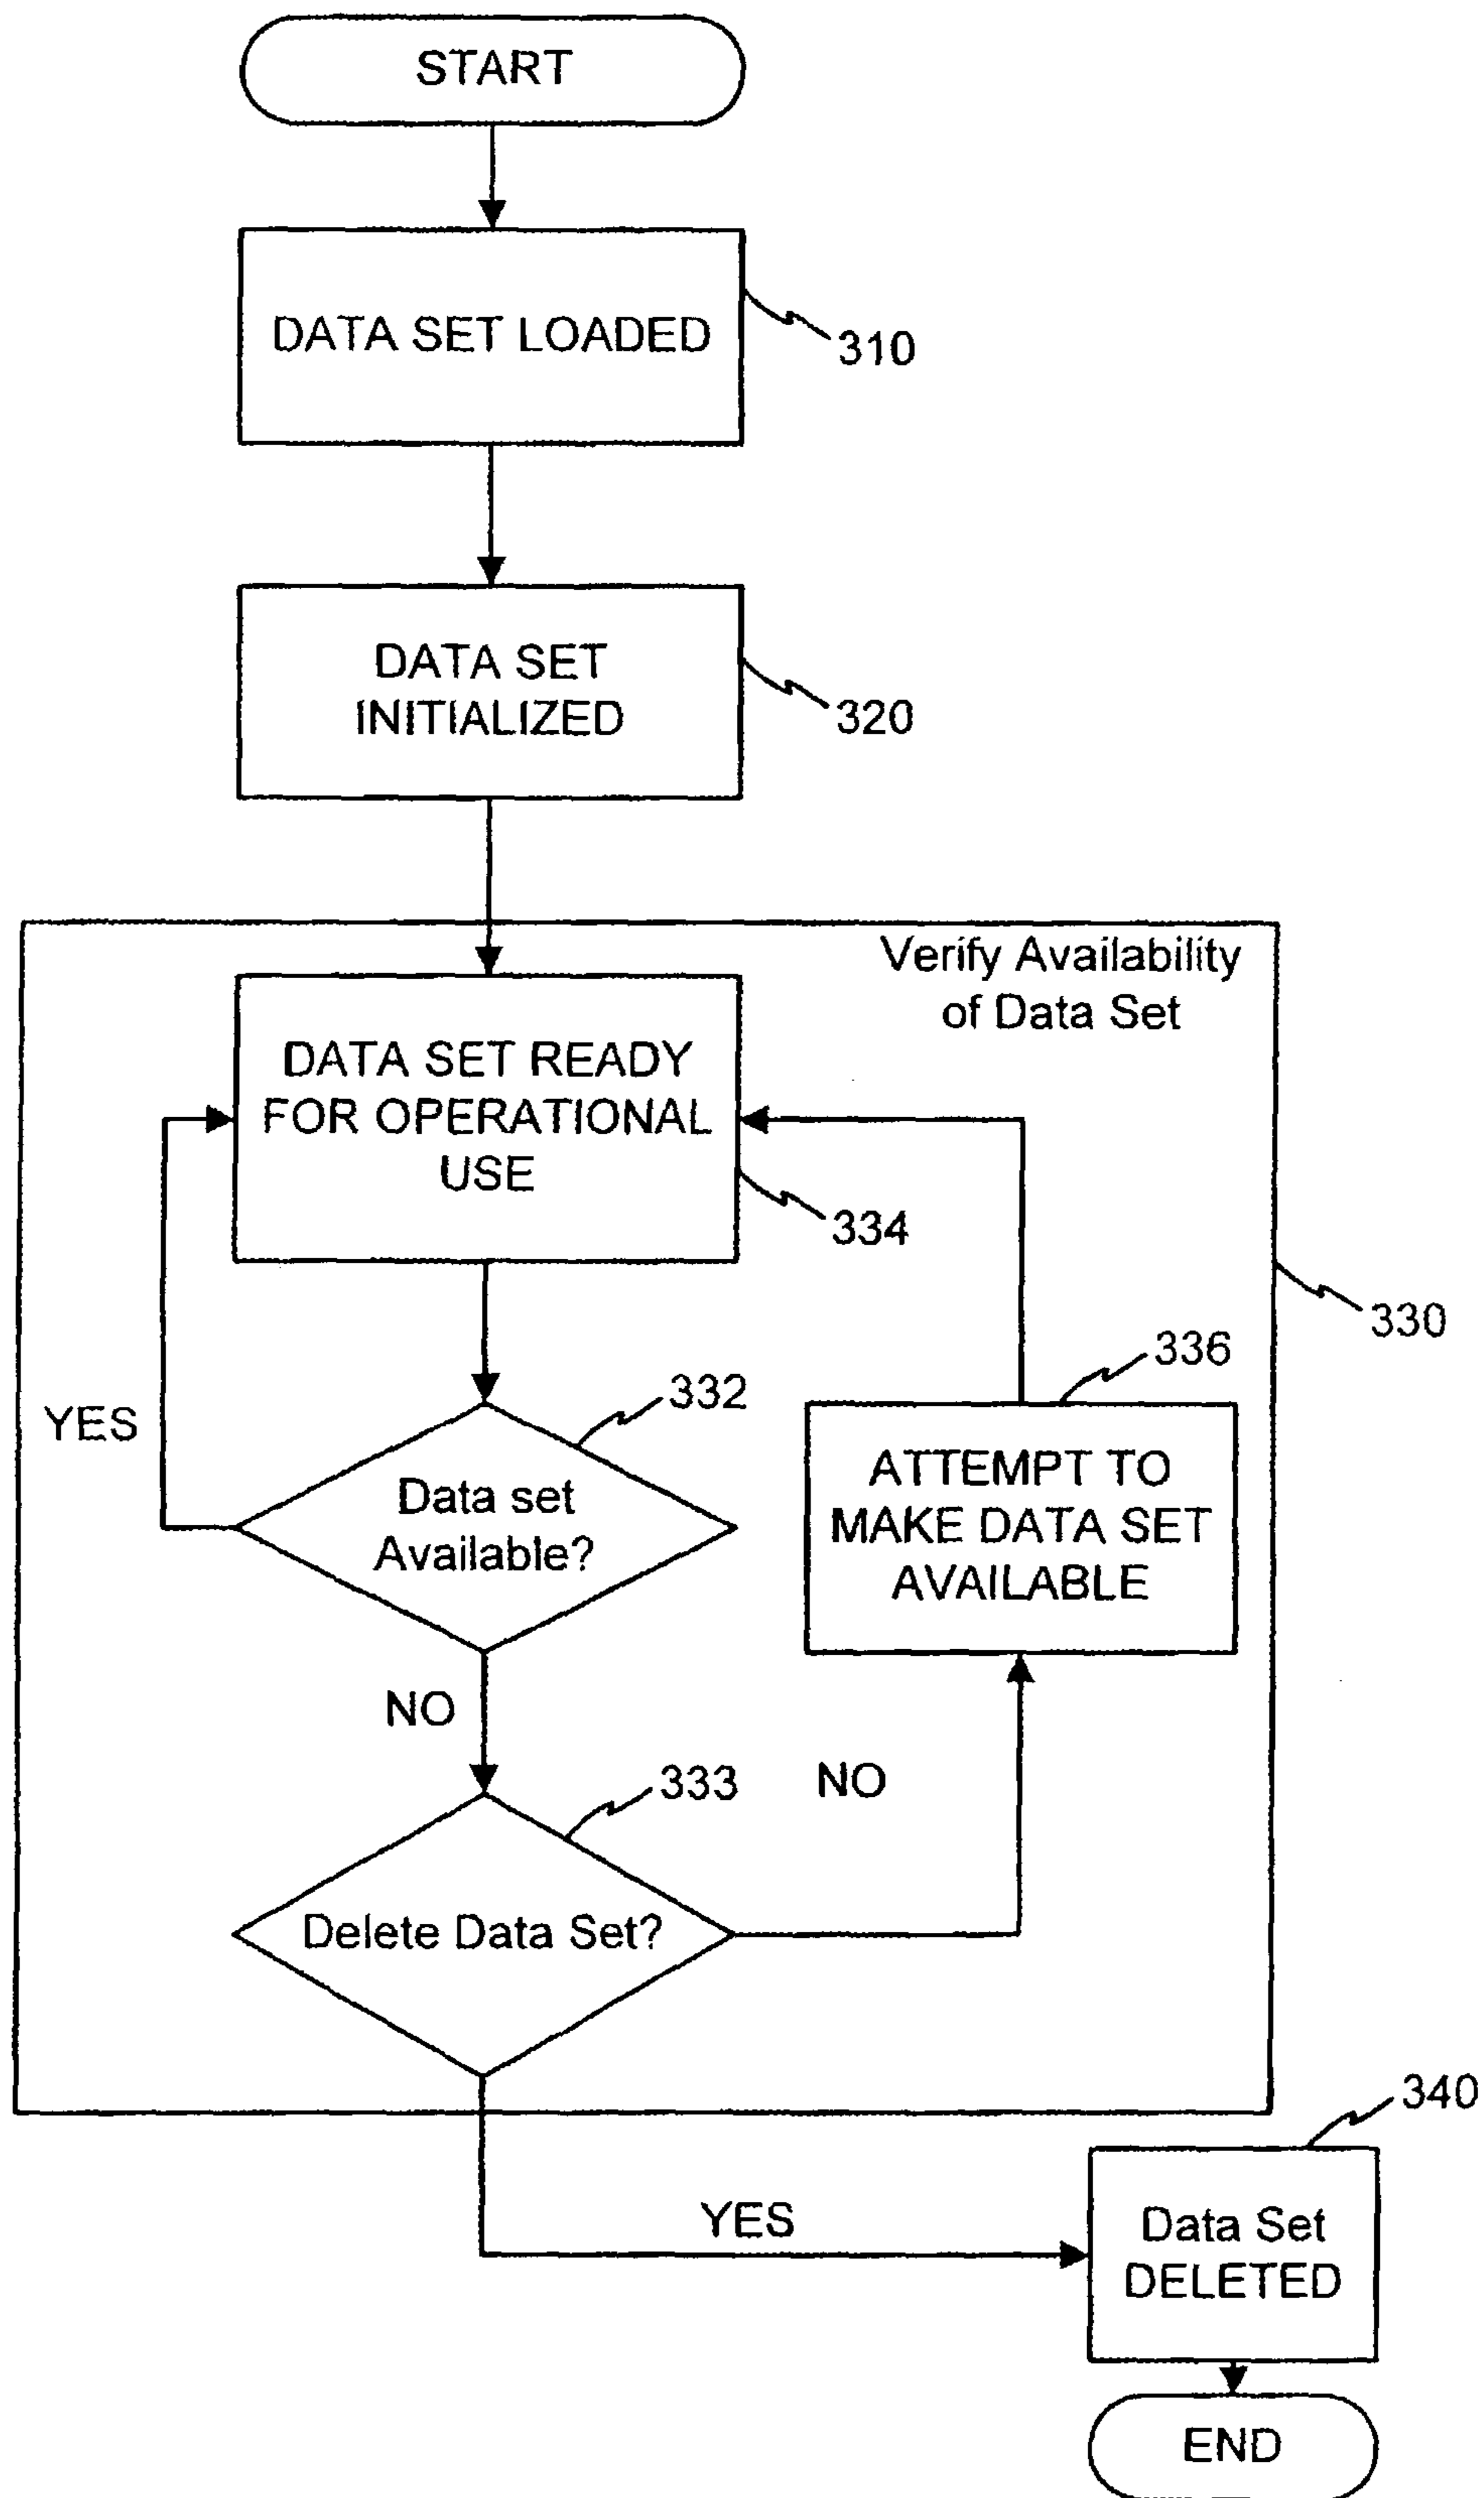 START
DATA SET LOADED
310
DATA SET
INITIALIZED
320
Verify Availability
of Data Set
DATA SET READY
FOR OPERATIONAL
USE
334
330
336
332
YES
ATTEMPT TO
MAKE DATA SET
AVAILABLE
Data set
Available?
NO
333
NO
Delete Data Set?
340
YES
Data Set
DELETED
END